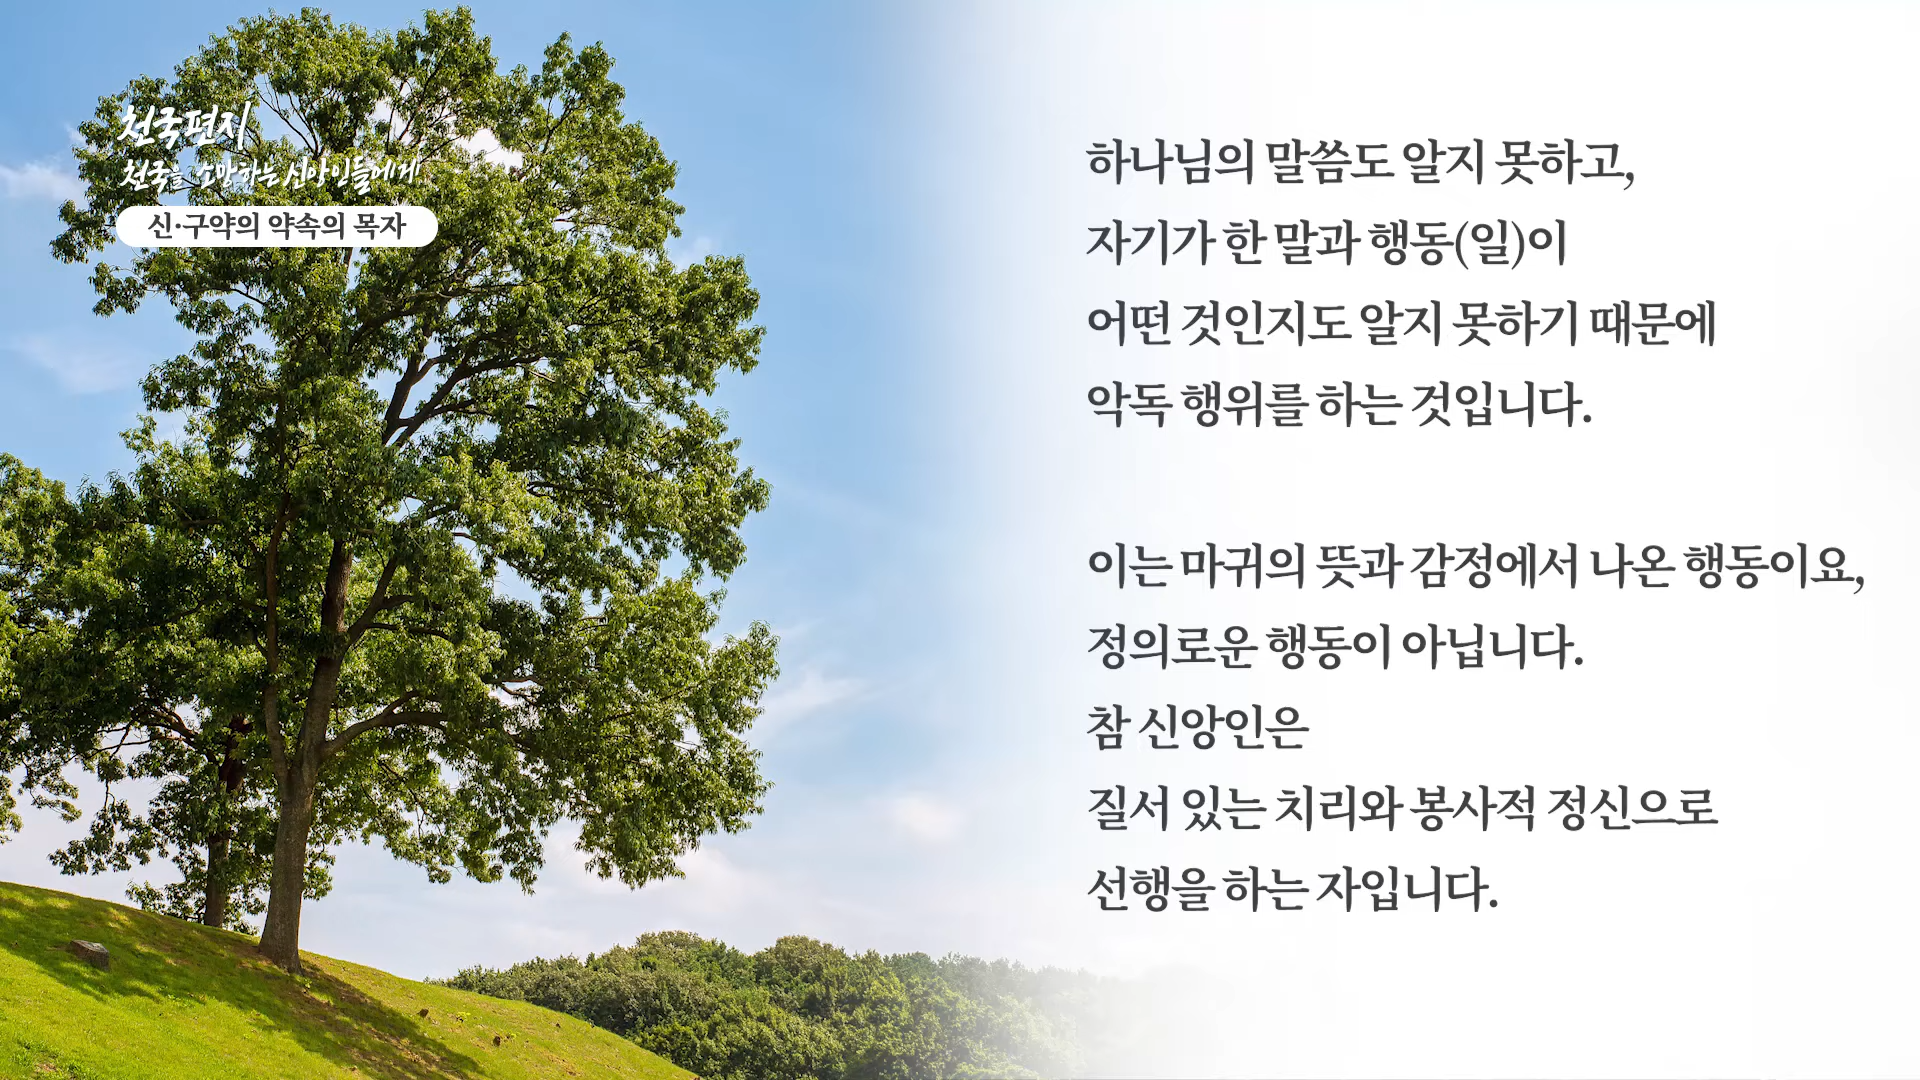 천국편지
천국을 소망하는 신앙인들에게
신·구약의 약속의 목자
하나님의 말씀도 알지 못하고,
자기가 한 말과 행동(일)이
어떤 것인지도 알지 못하기 때문에
악독 행위를 하는 것입니다.
이는 마귀의 뜻과 감정에서 나온 행동이요,
정의로운 행동이 아닙니다.
참 신앙인은
질서 있는 치리와 봉사적 정신으로
선행을 하는 자입니다.